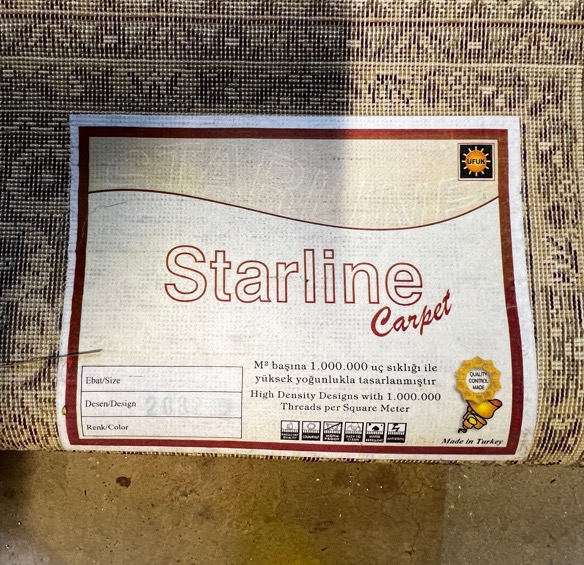 UFUK
Starline
Carpet
M² başına 1.000.000 uç sıklığı ile
yüksek yoğunlukla tasarlanmıştır
High Density Designs with 1.000.000
Threads per Square Meter
Ebat/Size
Desen/Design
Renk/Color
QUALITY
CONTROL
MADE
Made in Turkey